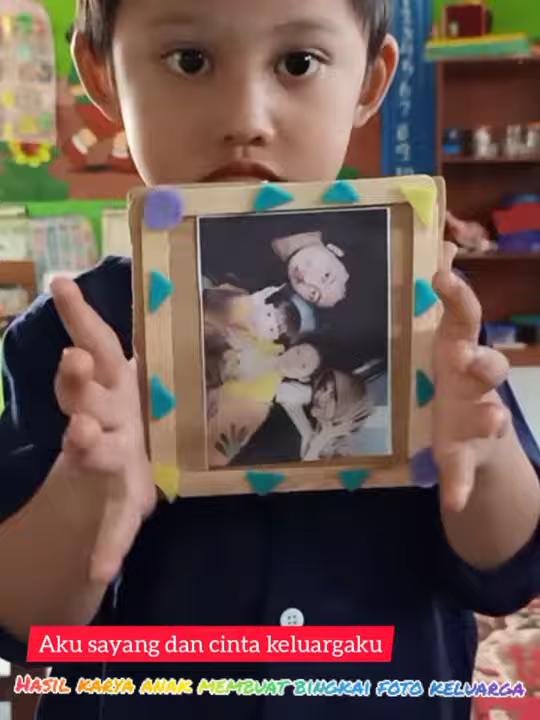 Aku sayang dan cinta keluargaku
HASIL KARYA ANAK MEMBUAT BINGKAI FOTO KELUARGA